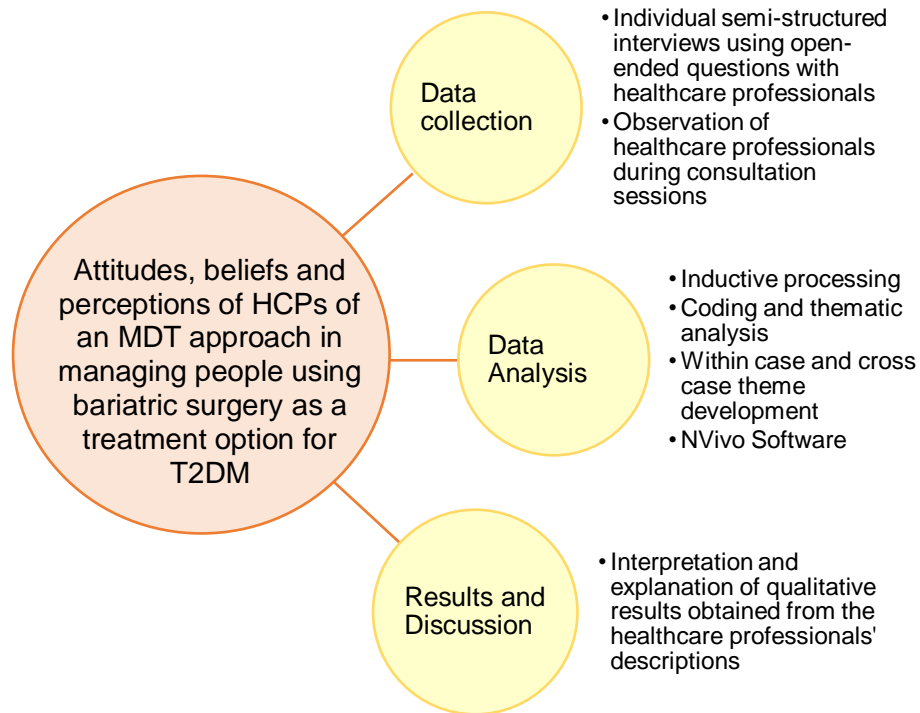 • Individual semi-structured
interviews using open-
ended questions with
healthcare professionals
• Observation of
healthcare professionals
during consultation
sessions
Data
collection
Attitudes, beliefs and
perceptions of HCPs of
an MDT approach in
managing people using
bariatric surgery as a
treatment option for
T2DM
Data
Analysis
• Inductive processing
• Coding and thematic
analysis
• Within case and cross
case theme
development
• NVivo Software
Results and
Discussion
• Interpretation and
explanation of qualitative
results obtained from the
healthcare professionals'
descriptions